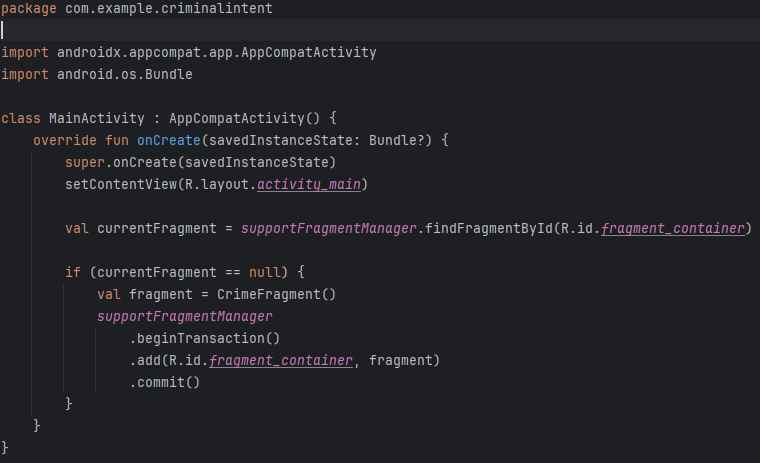 package com.example.criminalintent
import androidx.appcompat.app.AppCompatActivity
import android.os.Bundle
class MainActivity : AppCompatActivity() {
    override fun onCreate(savedInstanceState: Bundle?) {
        super.onCreate(savedInstanceState)
        setContentView(R.layout.activity_main)
        val currentFragment = supportFragmentManager.findFragmentById(R.id.fragment_container)
        if (currentFragment == null) {
            val fragment = CrimeFragment()
            supportFragmentManager
                .beginTransaction()
                .add(R.id.fragment_container, fragment)
                .commit()
        }
    }
}